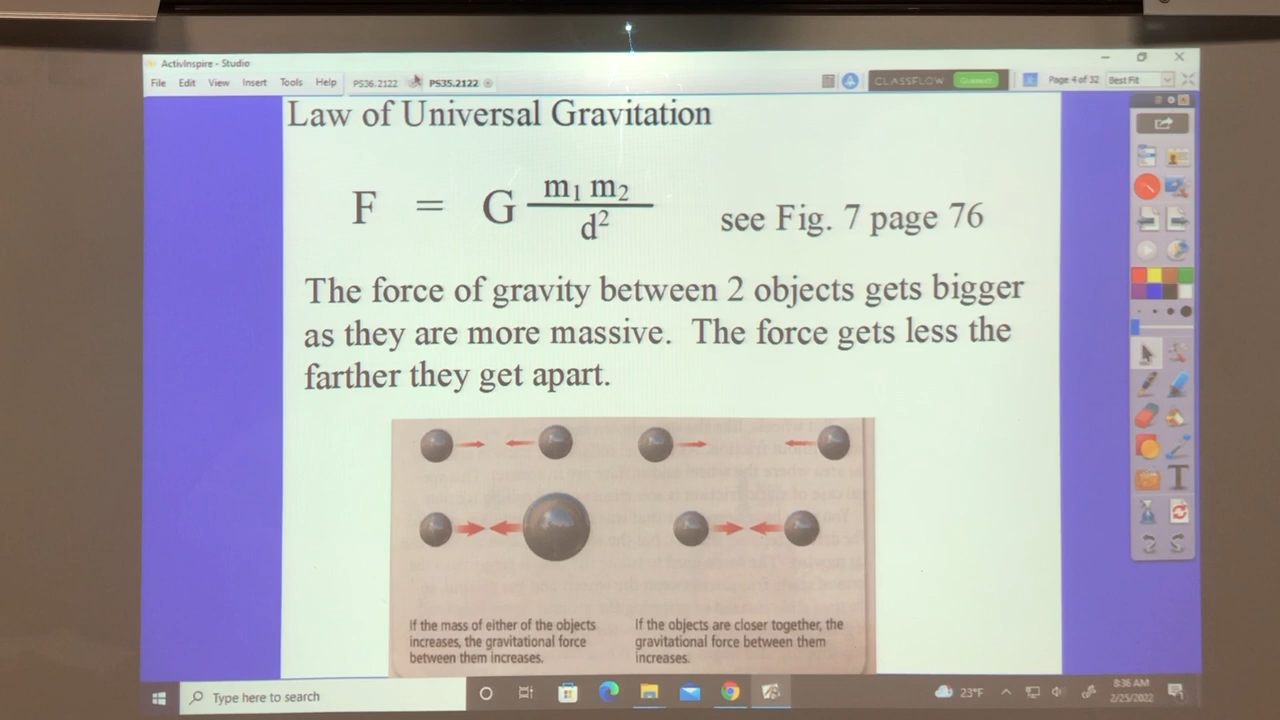 ActivInspire - Studio
File Edit View Insert Tools Help PS36.2122 PS35.2122 CLASSFLOW Connect Page 4 of 32 Best Fit
Law of Universal Gravitation
F = G m₁ m₂
d²
see Fig. 7 page 76
The force of gravity between 2 objects gets bigger
as they are more massive. The force gets less the
farther they get apart.
If the mass of either of the objects
increases, the gravitational force
between them increases.
If the objects are closer together, the
gravitational force between them
increases.
T
Type here to search
23°F
8:36 AM
2/25/2022